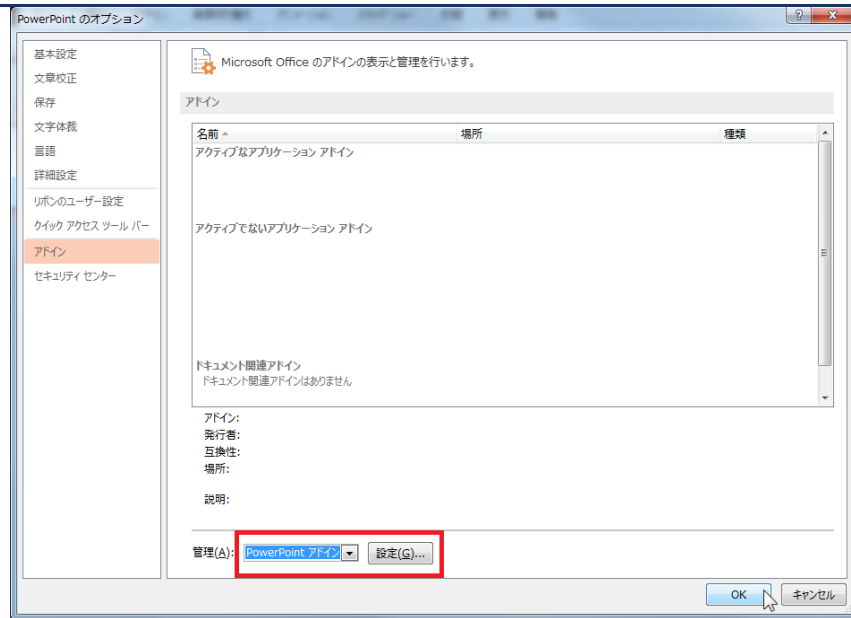 PowerPoint のオプション
基本設定
文章校正
保存
文字体裁
言語
詳細設定
リボンのユーザー設定
クイック アクセス ツール バー
アドイン
セキュリティ センター
Microsoft Office のアドインの表示と管理を行います。
アドイン
名前 場所 種類
アクティブなアプリケーション アドイン
アクティブでないアプリケーション アドイン
ドキュメント関連アドイン
ドキュメント関連アドインはありません
アドイン:
発行者:
互換性:
場所:
説明:
管理(A): PowerPoint アドイン 設定(G)...
OK キャンセル